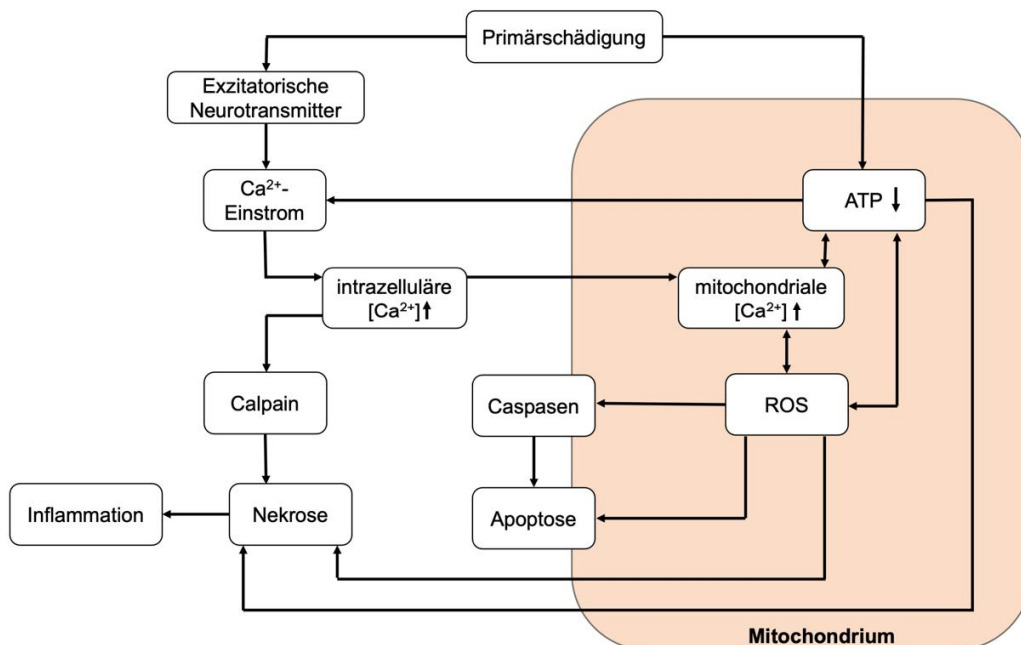 Primärschädigung
Exzitatorische
Neurotransmitter
Ca²⁺-
Einstrom
ATP ↓
intrazelluläre
[Ca²⁺]↑
mitochondriale
[Ca²⁺] ↑
Calpain
Caspasen
ROS
Inflammation
Nekrose
Apoptose
Mitochondrium